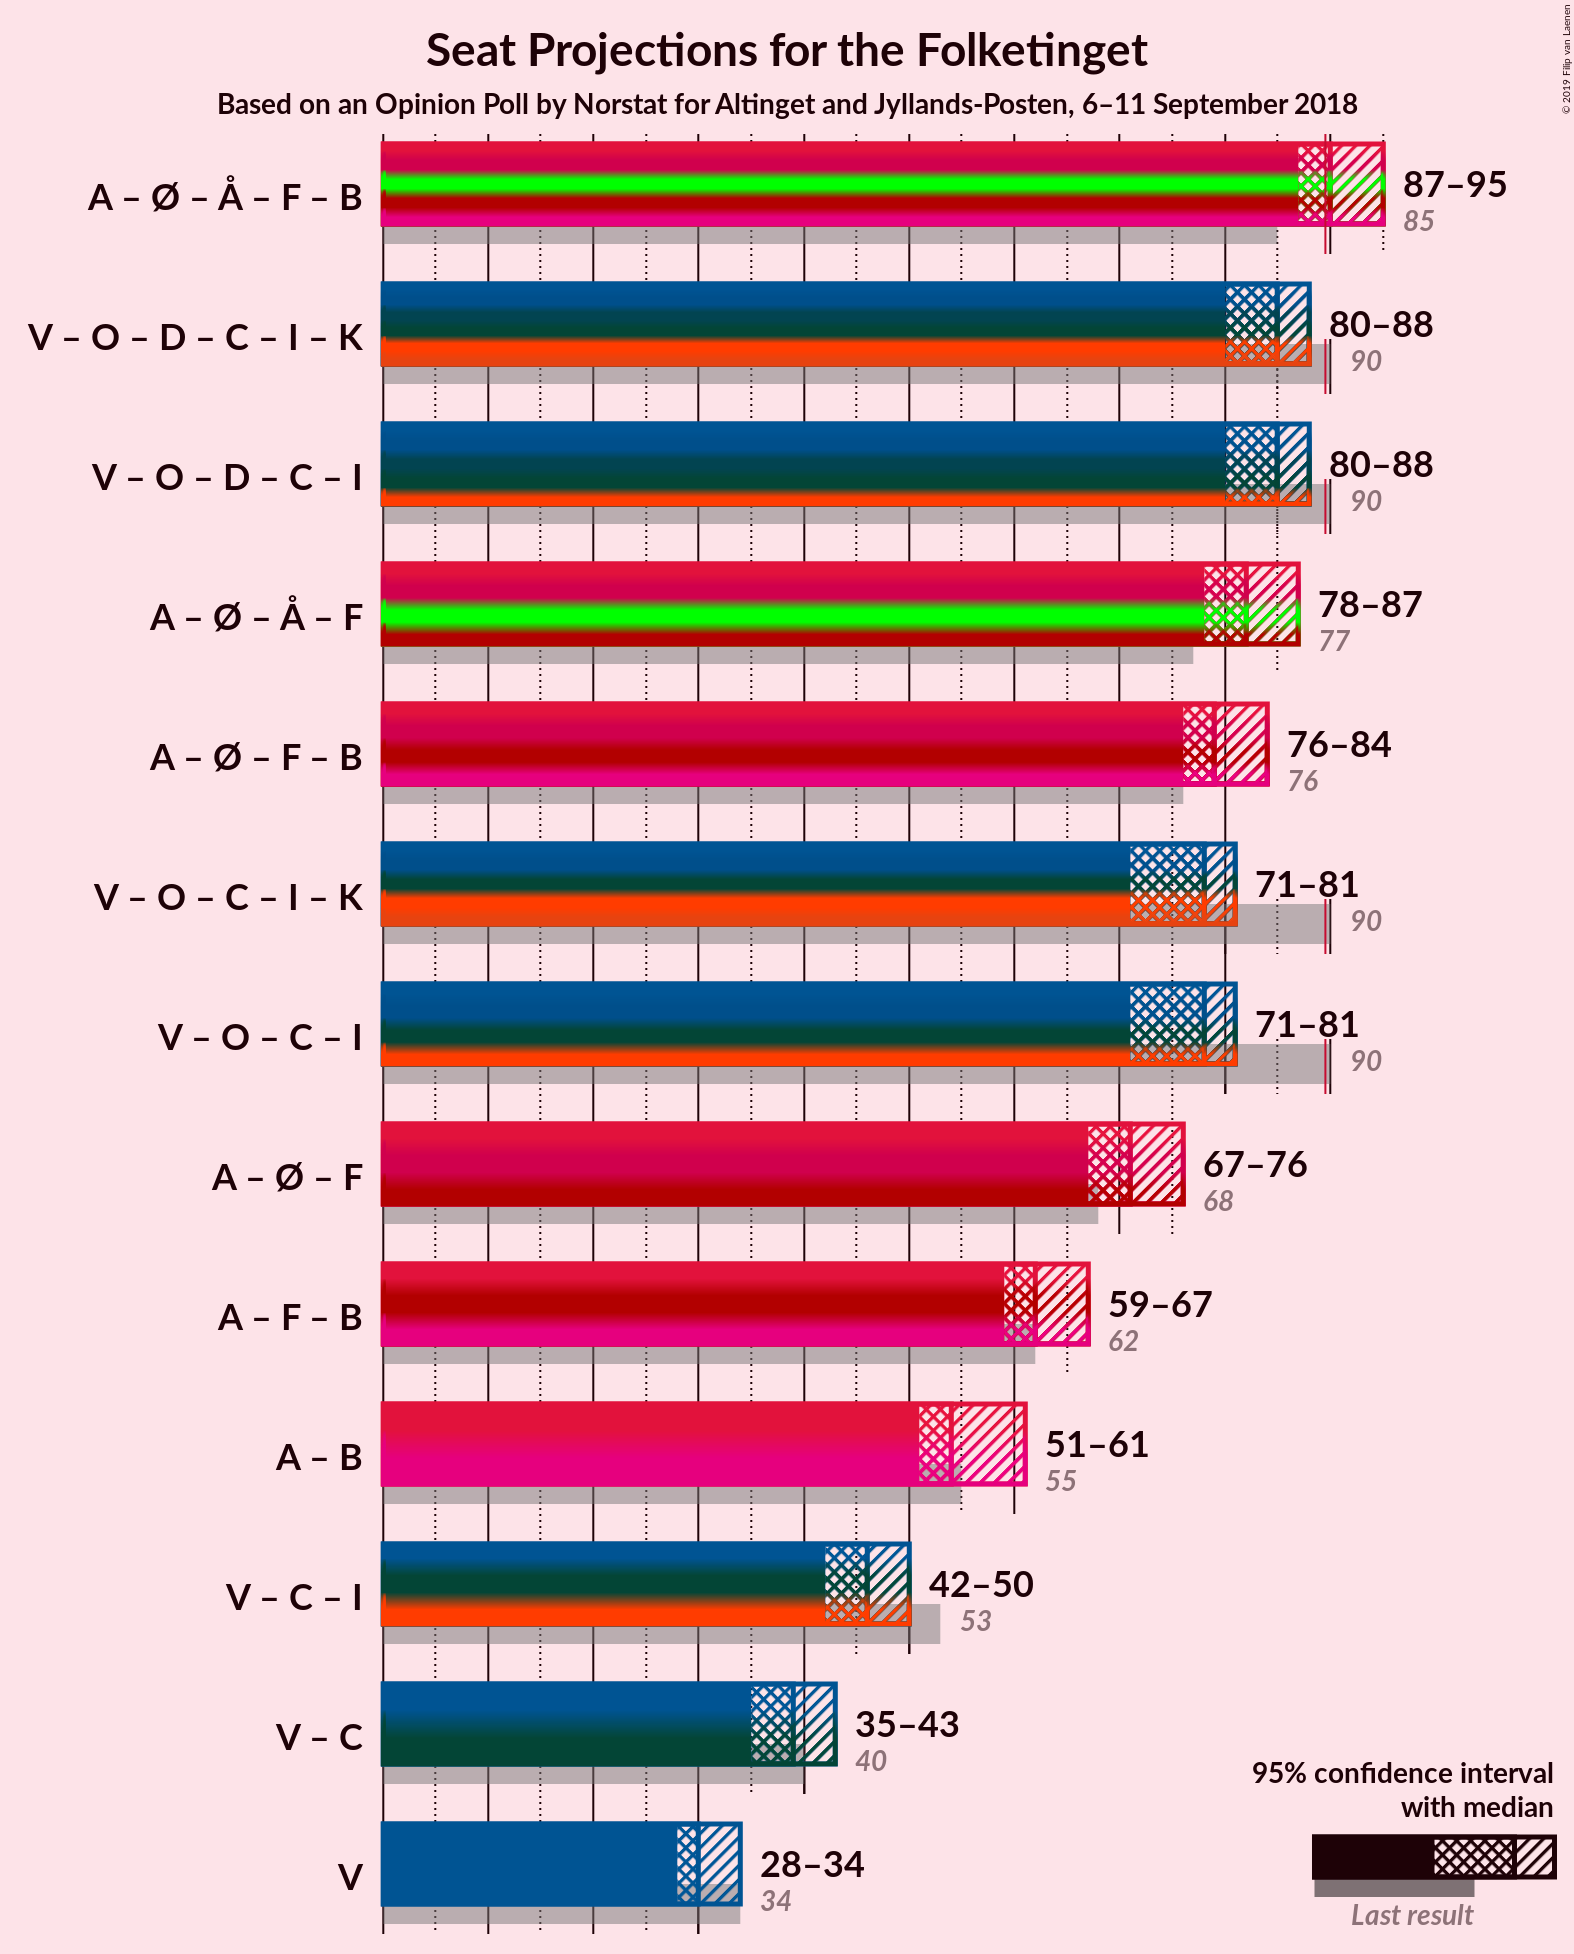 Seat Projections for the Folketinget
Based on an Opinion Poll by Norstat for Altinget and Jyllands-Posten, 6–11 September 2018
© 2019 Filip van Laenen
A – Ø – Å – F – B
87–95
85
V – O – D – C – I – K
80–88
90
V – O – D – C – I
80–88
90
A – Ø – Å – F
78–87
77
A – Ø – F – B
76–84
76
V – O – C – I – K
71–81
90
V – O – C – I
71–81
90
A – Ø – F
67–76
68
A – F – B
59–67
62
A – B
51–61
55
V – C – I
42–50
53
V – C
35–43
40
V
28–34
34
95% confidence interval
with median
Last result